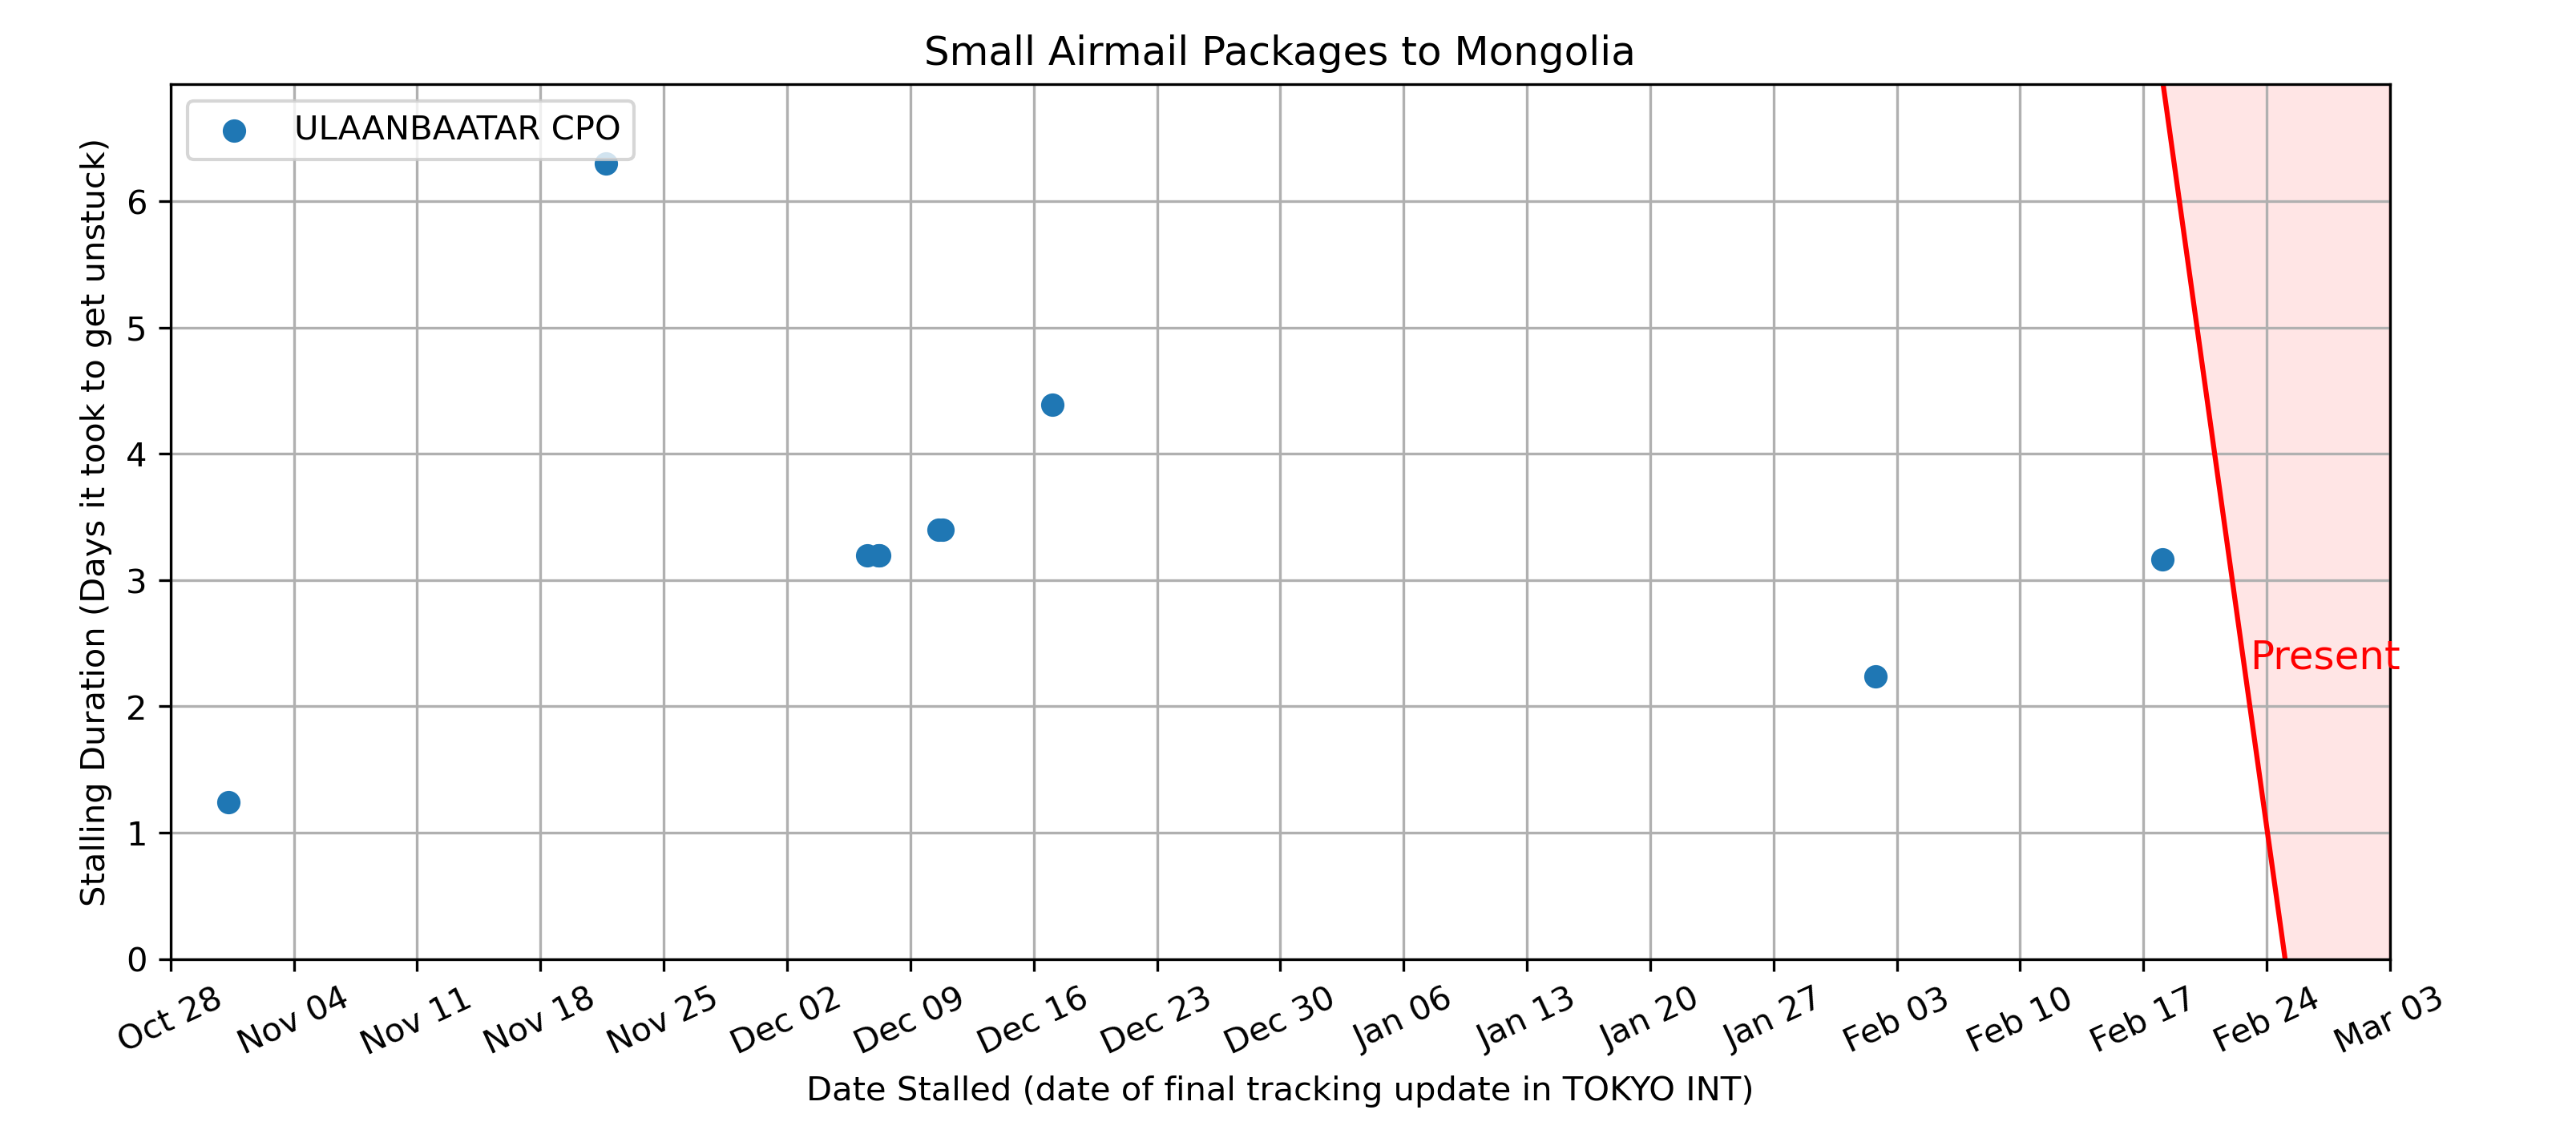 Small Airmail Packages to Mongolia
ULAANBAATAR CPO
Stalling Duration (Days it took to get unstuck)
6
5
4
3
2
1
0
Present
Oct 28
Nov 04
Nov 11
Nov 18
Nov 25
Dec 02
Dec 09
Dec 16
Dec 23
Dec 30
Jan 06
Jan 13
Jan 20
Jan 27
Feb 03
Feb 10
Feb 17
Feb 24
Mar 03
Date Stalled (date of final tracking update in TOKYO INT)